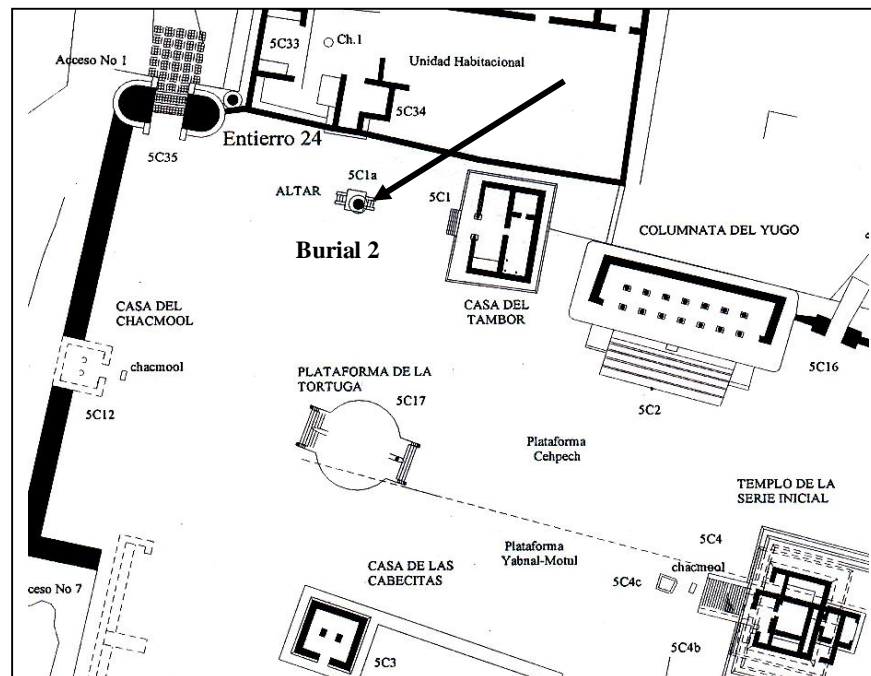 5C33
Ch.1
Acceso No 1
Unidad Habitacional
5C34
Entierro 24
5C35
5C1a
ALTAR
5C1
Burial 2
COLUMNATA DEL YUGO
CASA DEL
CHACMOOL
CASA DEL
TAMBOR
chacmool
5C16
PLATAFORMA DE LA
TORTUGA
5C12
5C17
5C2
Plataforma
Cehpech
TEMPLO DE LA
SERIE INICIAL
Plataforma
Yabnal-Motul
5C4
chacmool
CASA DE LAS
CABECITAS
5C4c
ceso No 7
5C4b
5C3